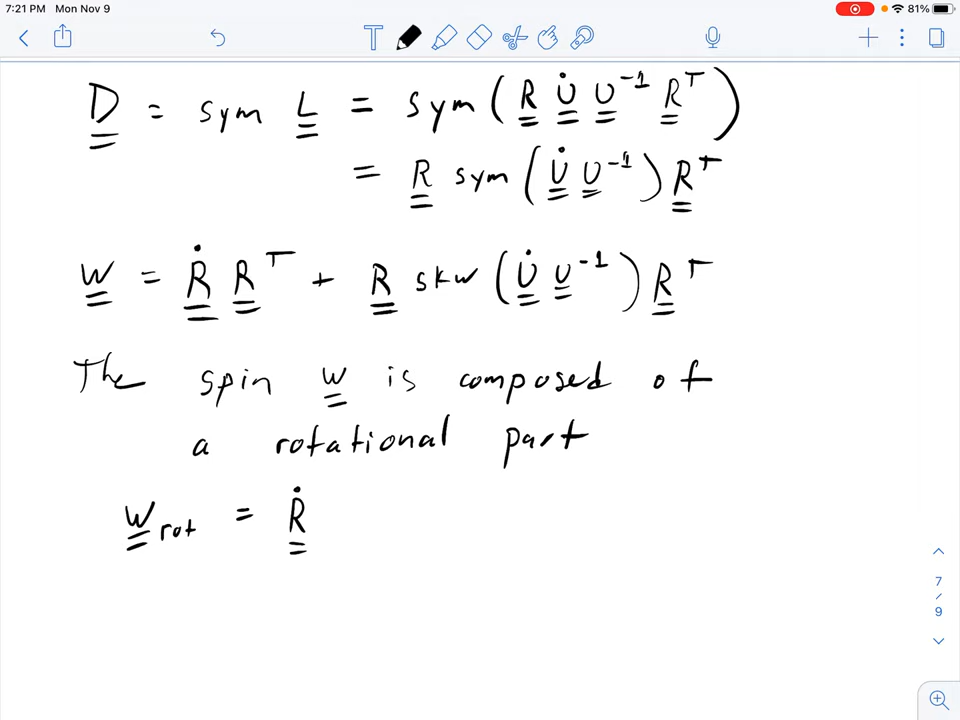 7:21 PM Mon Nov 9 81%
T
D = sym L = sym(R U̇ U⁻¹ Rᵀ)
= R sym(U̇ U⁻¹)Rᵀ
W = Ṙ Rᵀ + R skw(U̇ U⁻¹)Rᵀ
The spin W is composed of
a rotational part
W rot = Ṙ
7
/
9